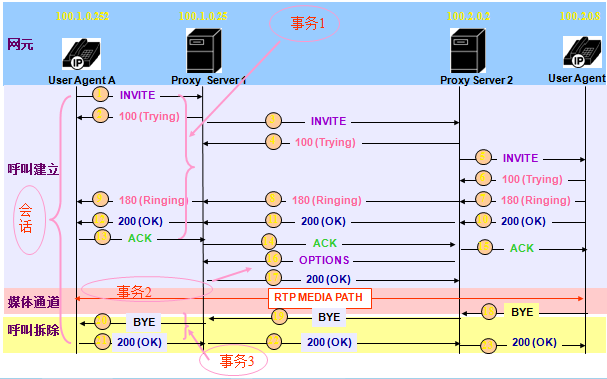 100.1.0.252 100.1.0.25 100.2.0.2 100.2.0.8
网元
事务1
IP IP
User Agent A Proxy Server 1 Proxy Server 2 User Agent
INVITE
100 (Trying)
INVITE
100 (Trying)
INVITE
呼叫建立
100 (Trying)
180 (Ringing) 180 (Ringing) 180 (Ringing)
会话
200 (OK) 200 (OK) 200 (OK)
ACK ACK ACK
OPTIONS
200 (OK)
事务2
媒体通道
RTP MEDIA PATH
呼叫拆除
BYE BYE BYE
200 (OK) 200 (OK) 200 (OK)
事务3